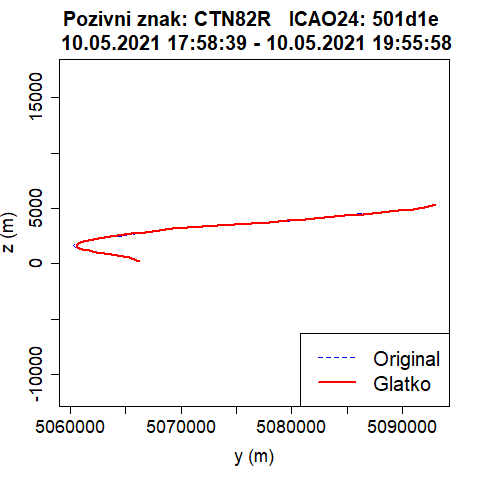 Pozivni znak: CTN82R   ICAO24: 501d1e
10.05.2021 17:58:39 - 10.05.2021 19:55:58
15000
5000
0
-10000
z (m)
Original
Glatko
5060000 5070000 5080000 5090000
y (m)